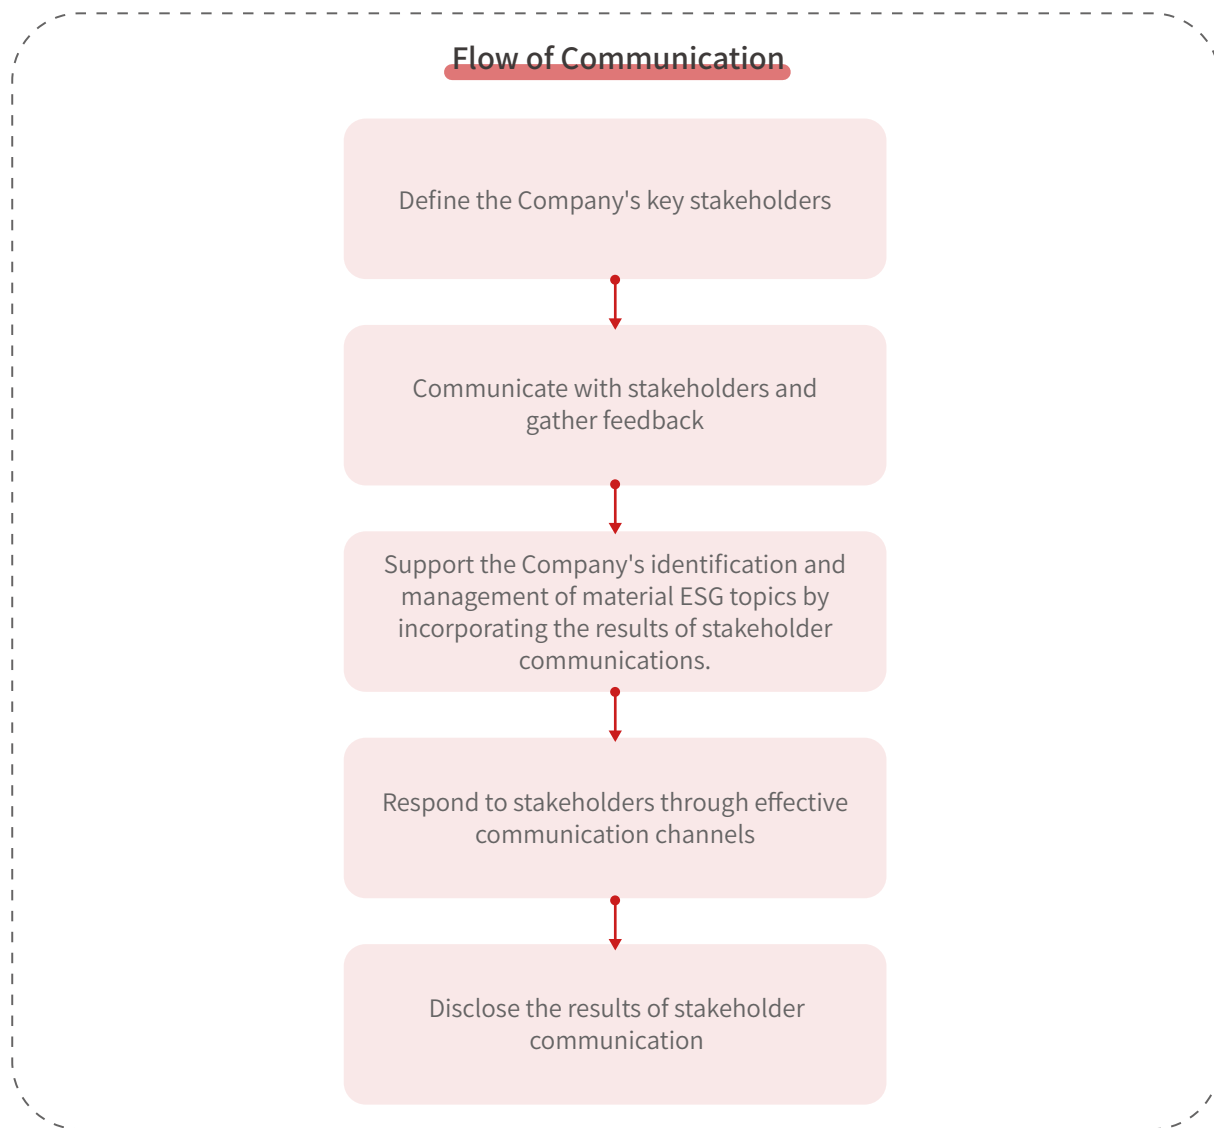 Flow of Communication
Define the Company's key stakeholders
Communicate with stakeholders and
gather feedback
Support the Company's identification and
management of material ESG topics by
incorporating the results of stakeholder
communications.
Respond to stakeholders through effective
communication channels
Disclose the results of stakeholder
communication